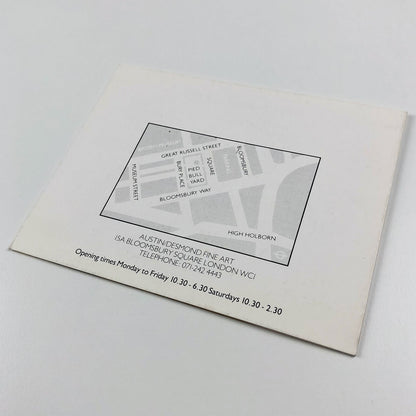 GREAT RUSSELL STREET
BLOOMSBURY
SQUARE
MUSEUM STREET
BURY PLACE
PIED
BULL
YARD
BLOOMSBURY WAY
HIGH HOLBORN
AUSTIN/DESMOND FINE ART
15A BLOOMSBURY SQUARE LONDON WC1
TELEPHONE: 071-242 4443
Opening times Monday to Friday 10.30 - 6.30 Saturdays 10.30 - 2.30